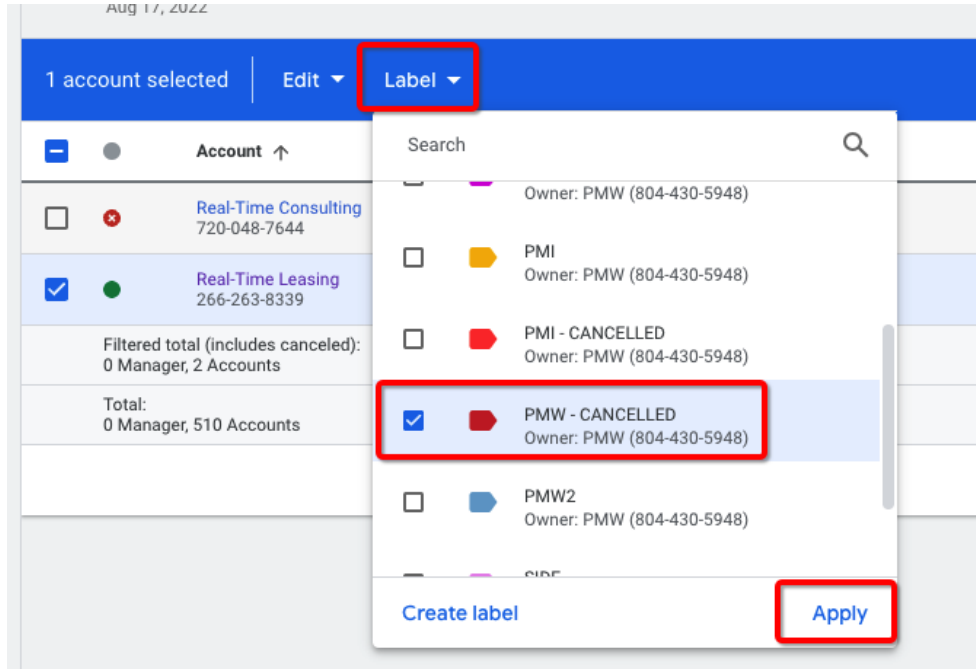 Aug 17, 2022
1 account selected
Edit
Label
Account
Search
Owner: PMW (804-430-5948)
Real-Time Consulting
720-048-7644
PMI
Owner: PMW (804-430-5948)
Real-Time Leasing
266-263-8339
PMI - CANCELLED
Owner: PMW (804-430-5948)
Filtered total (includes canceled):
0 Manager, 2 Accounts
PMW - CANCELLED
Owner: PMW (804-430-5948)
Total:
0 Manager, 510 Accounts
PMW2
Owner: PMW (804-430-5948)
Create label
Apply